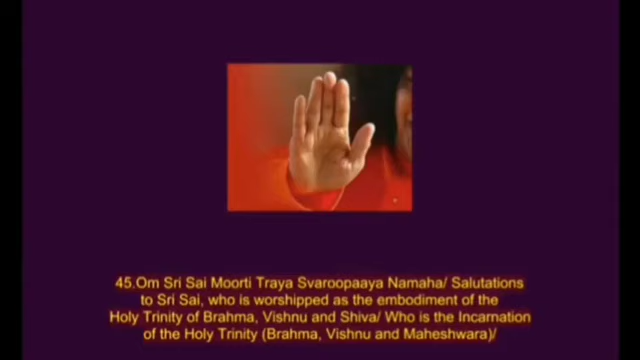 45.Om Sri Sai Moorti Traya Svaroopaaya Namaha/ Salutations
to Sri Sai, who is worshipped as the embodiment of the
Holy Trinity of Brahma, Vishnu and Shiva/ Who is the Incarnation
of the Holy Trinity (Brahma, Vishnu and Maheshwara)/